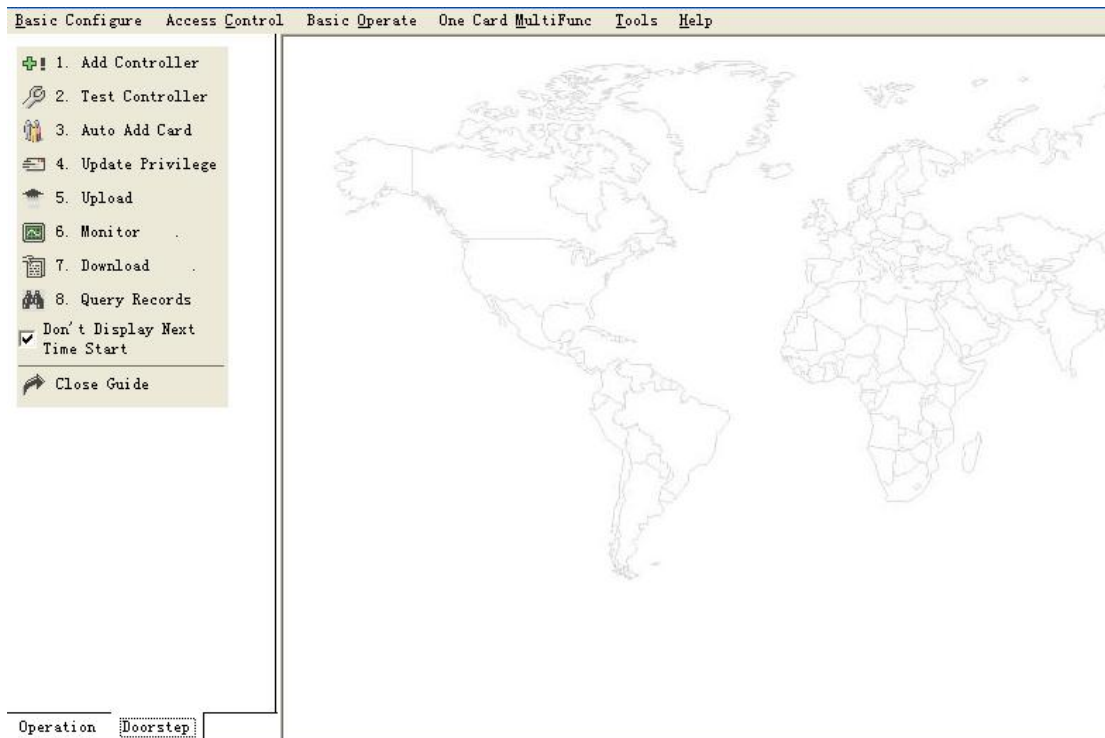 Basic Configure Access Control Basic Operate One Card MultiFunc Tools Help
1. Add Controller
2. Test Controller
3. Auto Add Card
4. Update Privilege
5. Upload
6. Monitor .
7. Download .
8. Query Records
Don't Display Next
Time Start
Close Guide
Operation Doorstep